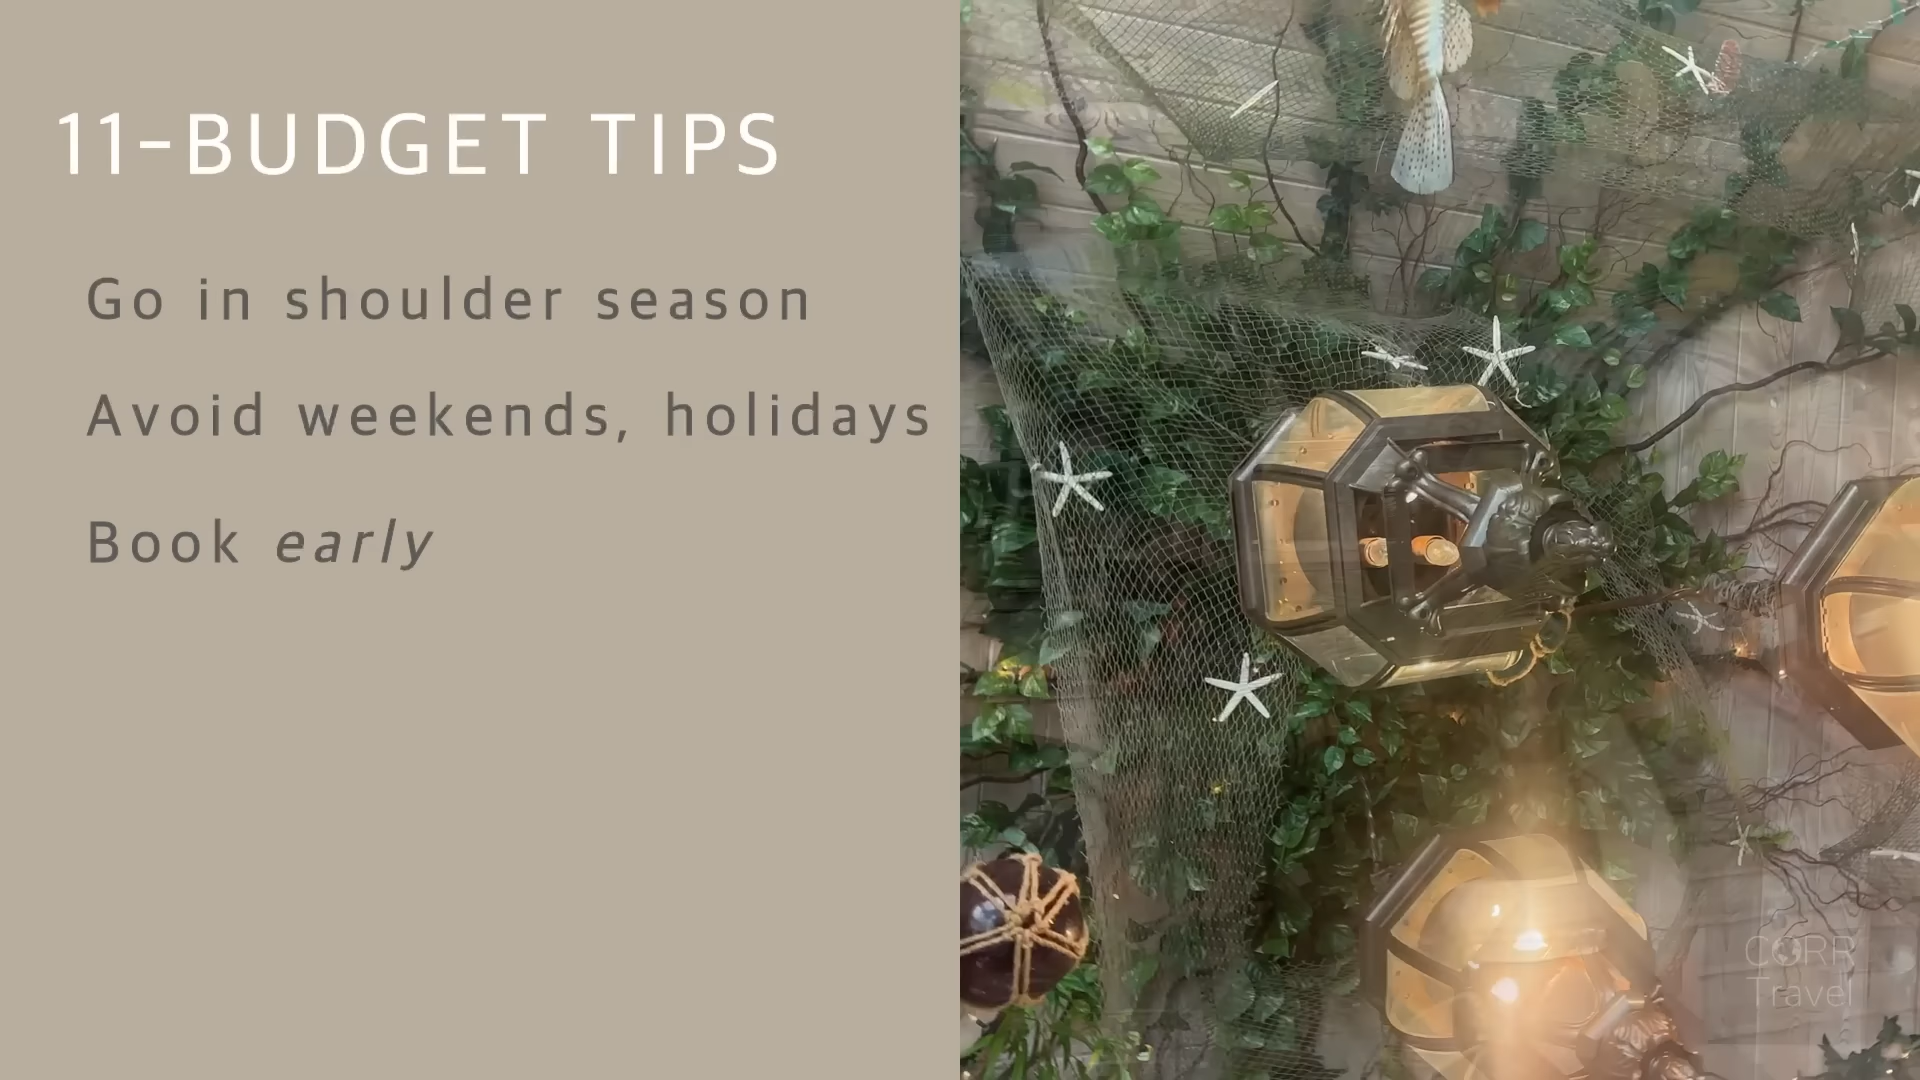 11-BUDGET TIPS
Go in shoulder season
Avoid weekends, holidays
Book early
CORR
Travel